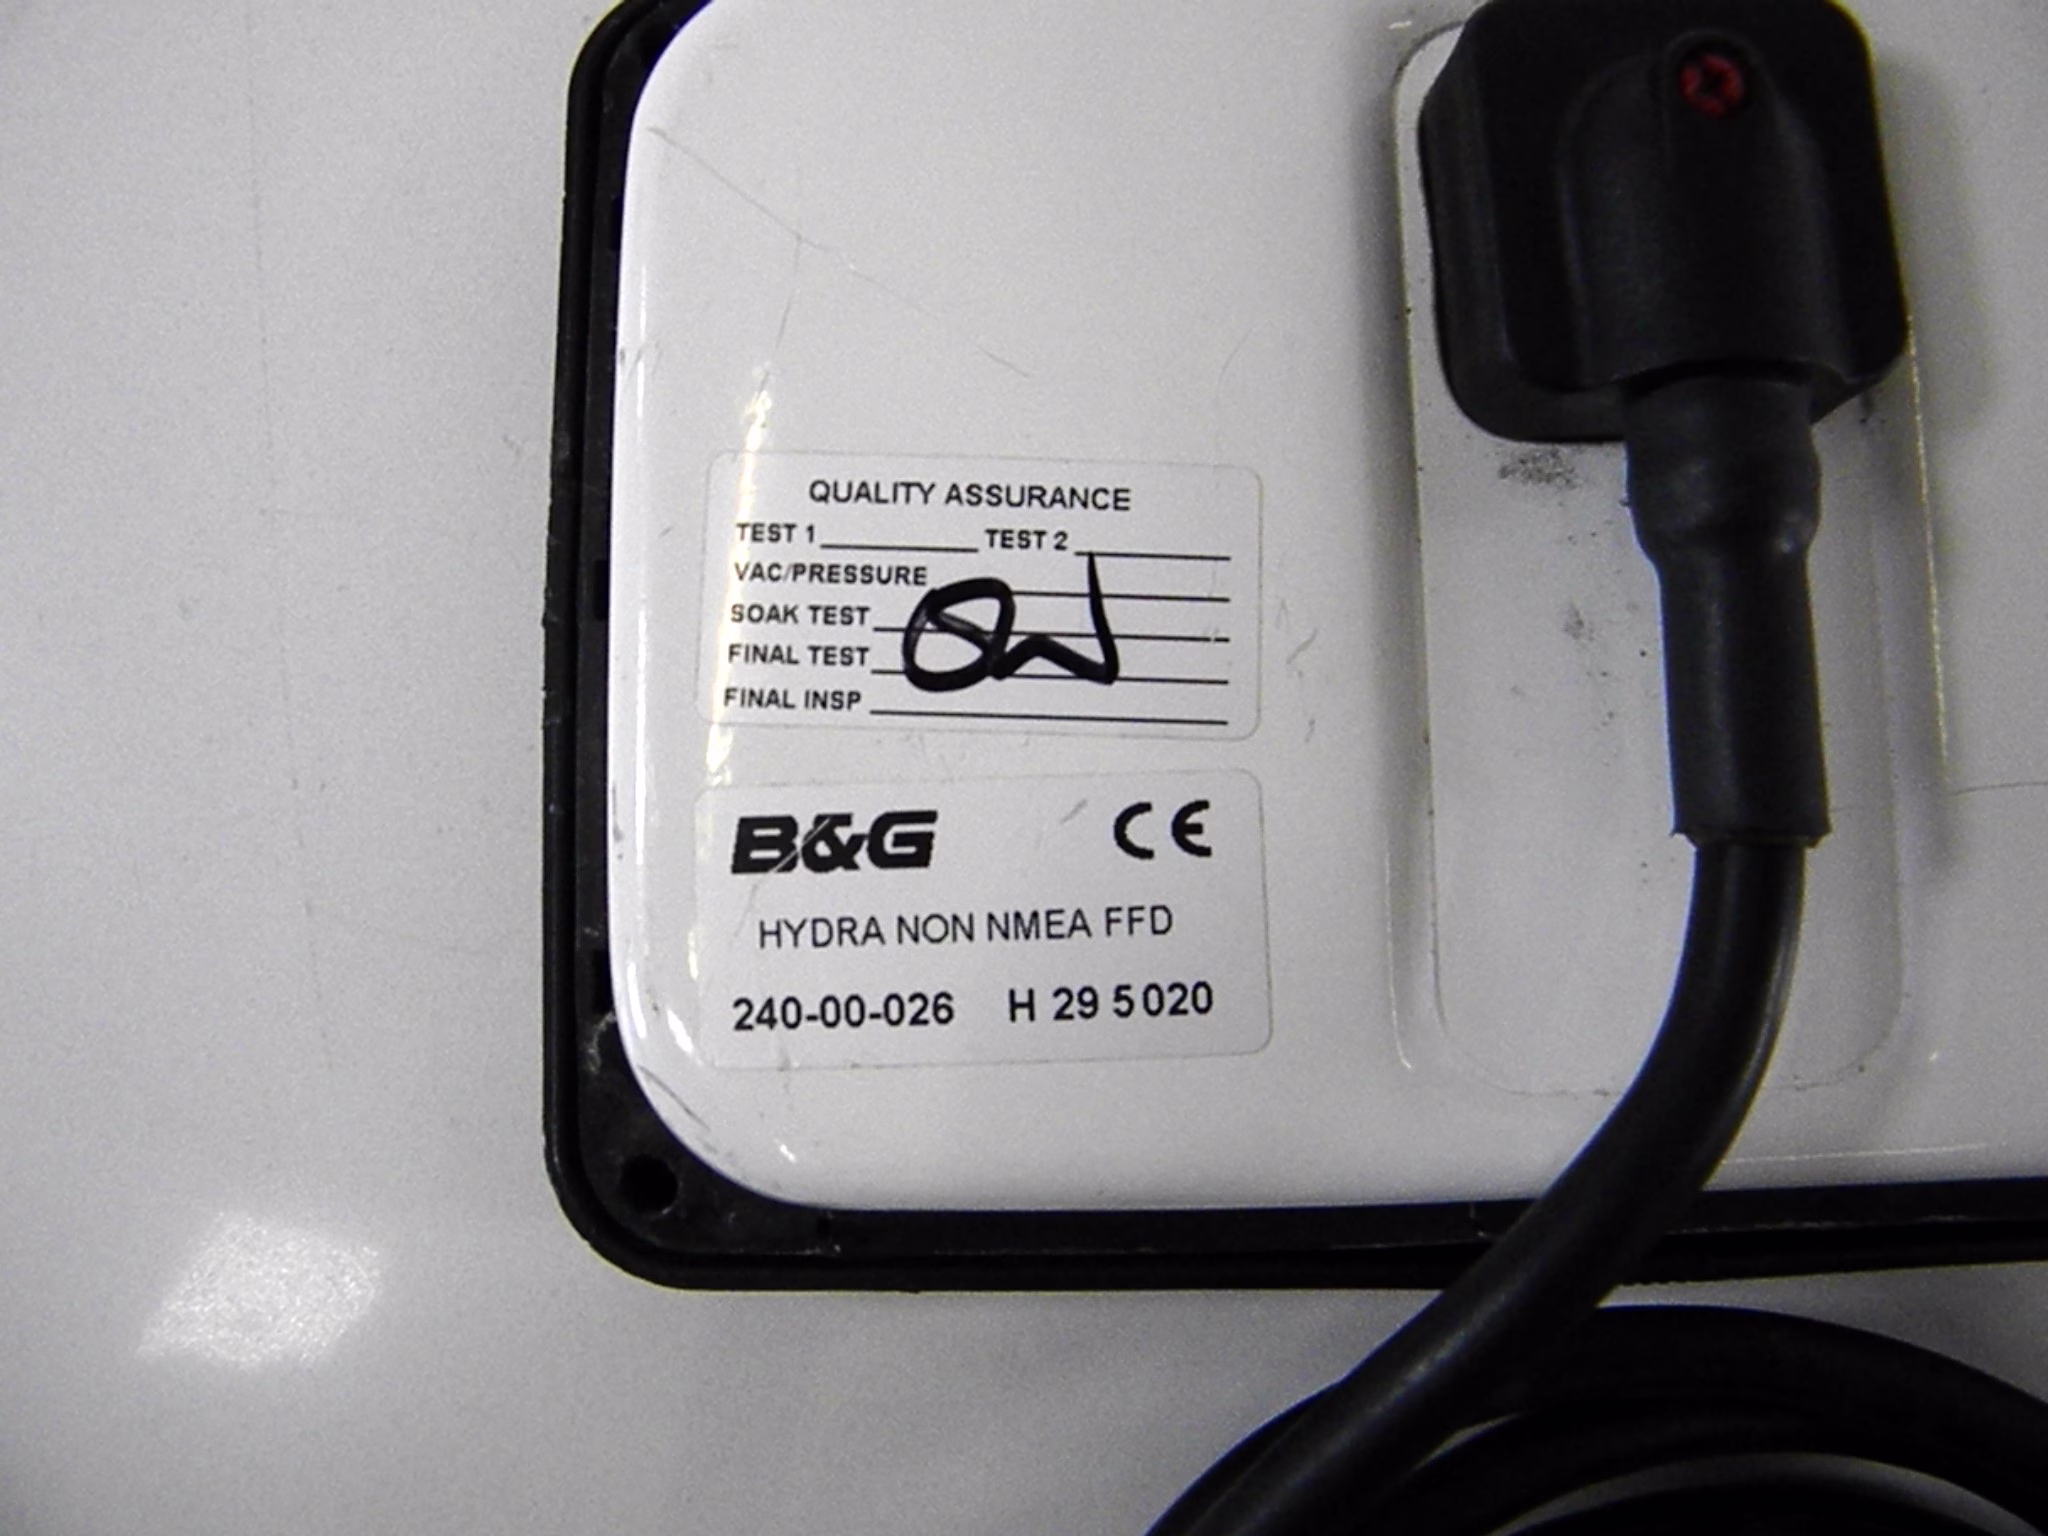 QUALITY ASSURANCE
TEST 1 TEST 2
VAC/PRESSURE
SOAK TEST
FINAL TEST
FINAL INSP
B&G CE
HYDRA NON NMEA FFD
240-00-026 H 29 5020